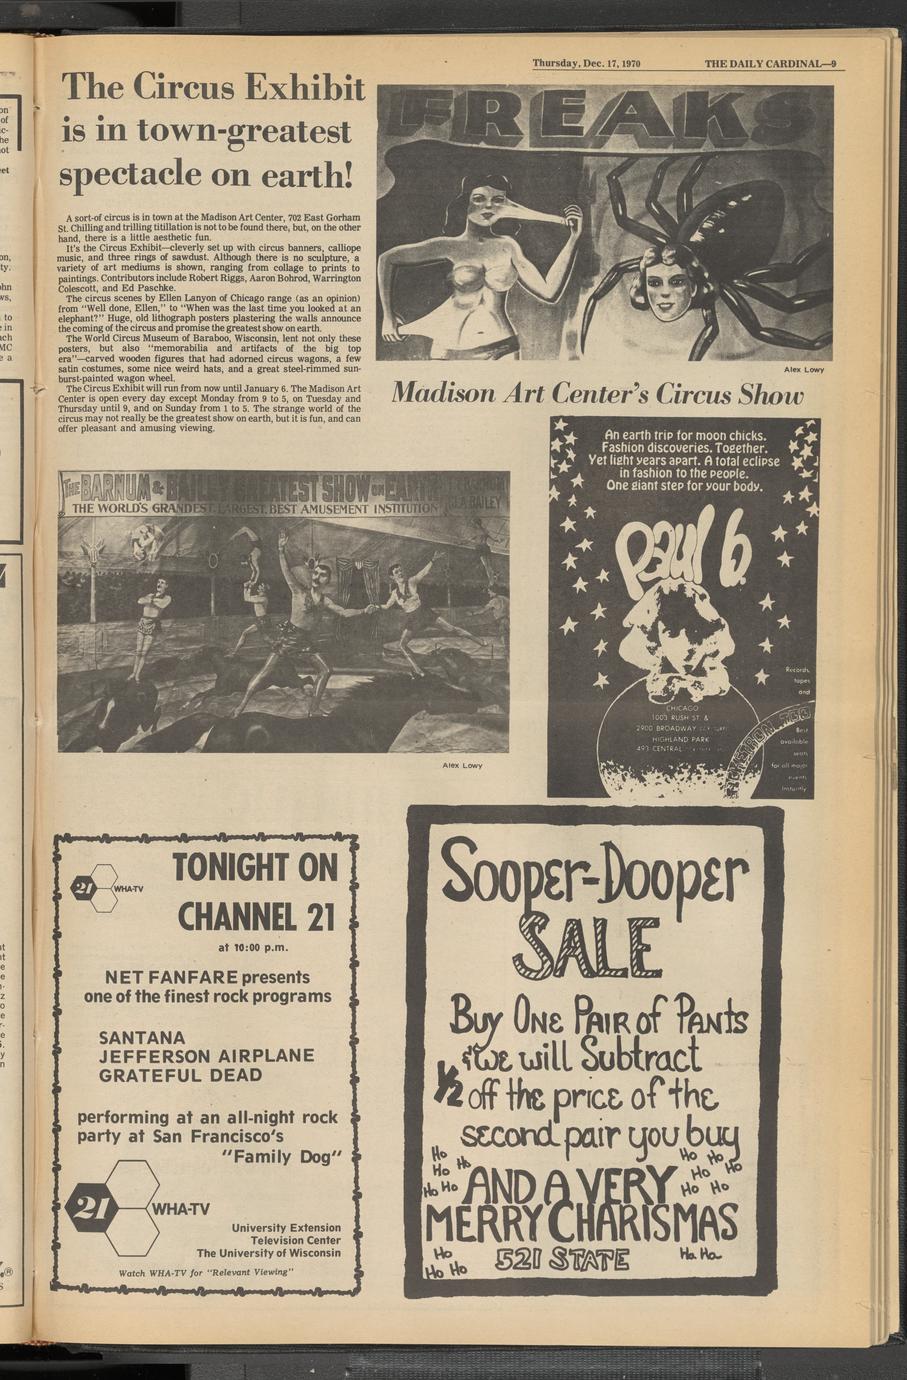 Thursday, Dec. 17, 1970
THE DAILY CARDINAL—9
The Circus Exhibit
is in town-greatest
spectacle on earth!
A sort-of circus is in town at the Madison Art Center, 702 East Gorham
St. Chilling and trilling titillation is not to be found there, but, on the other
hand, there is a little aesthetic fun.
It's the Circus Exhibit—cleverly set up with circus banners, calliope
music, and three rings of sawdust. Although there is no sculpture, a
variety of art mediums is shown, ranging from collage to prints to
paintings. Contributors include Robert Riggs, Aaron Bohrod, Warrington
Colescott, and Ed Paschke.
The circus scenes by Ellen Lanyon of Chicago range (as an opinion)
from "Well done, Ellen," to "When was the last time you looked at an
elephant?" Huge, old lithograph posters plastering the walls announce
the coming of the circus and promise the greatest show on earth.
The World Circus Museum of Baraboo, Wisconsin, lent not only these
posters, but also "memorabilia and artifacts of the big top
era"—carved wooden figures that had adorned circus wagons, a few
satin costumes, some nice weird hats, and a great steel-rimmed sun-
burst-painted wagon wheel.
The Circus Exhibit will run from now until January 6. The Madison Art
Center is open every day except Monday from 9 to 5, on Tuesday and
Thursday until 9, and on Sunday from 1 to 5. The strange world of the
circus may not really be the greatest show on earth, but it is fun, and can
offer pleasant and amusing viewing.
FREAKS
Alex Lowy
Madison Art Center's Circus Show
THE BARNUM & BAILEY GREATEST SHOW ON EARTH
THE WORLD'S GRANDEST, LARGEST, BEST AMUSEMENT INSTITUTION
BAILEY
Alex Lowy
An earth trip for moon chicks.
Fashion discoveries. Together.
Yet light years apart. A total eclipse
in fashion to the people.
One giant step for your body.
Paul B.
CHICAGO
1003 RUSH ST. &
2900 BROADWAY
HIGHLAND PARK
493 CENTRAL
Records,
tapes
and
Best
available
seats
for all major
events
Instantly
21 WHA-TV
TONIGHT ON
CHANNEL 21
at 10:00 p.m.
NET FANFARE presents
one of the finest rock programs
SANTANA
JEFFERSON AIRPLANE
GRATEFUL DEAD
performing at an all-night rock
party at San Francisco's
"Family Dog"
21 WHA-TV
University Extension
Television Center
The University of Wisconsin
Watch WHA-TV for "Relevant Viewing"
Sooper-Dooper
SALE
Buy One Pair of Pants
& we will Subtract
1/2 off the price of the
second pair you buy
Ho
Ho Ho
Ho Ho
Ho Ho
Ho Ho
Ho Ho
AND A VERY
MERRY CHARISMAS
Ho
Ho Ho
521 STATE
Ha Ha